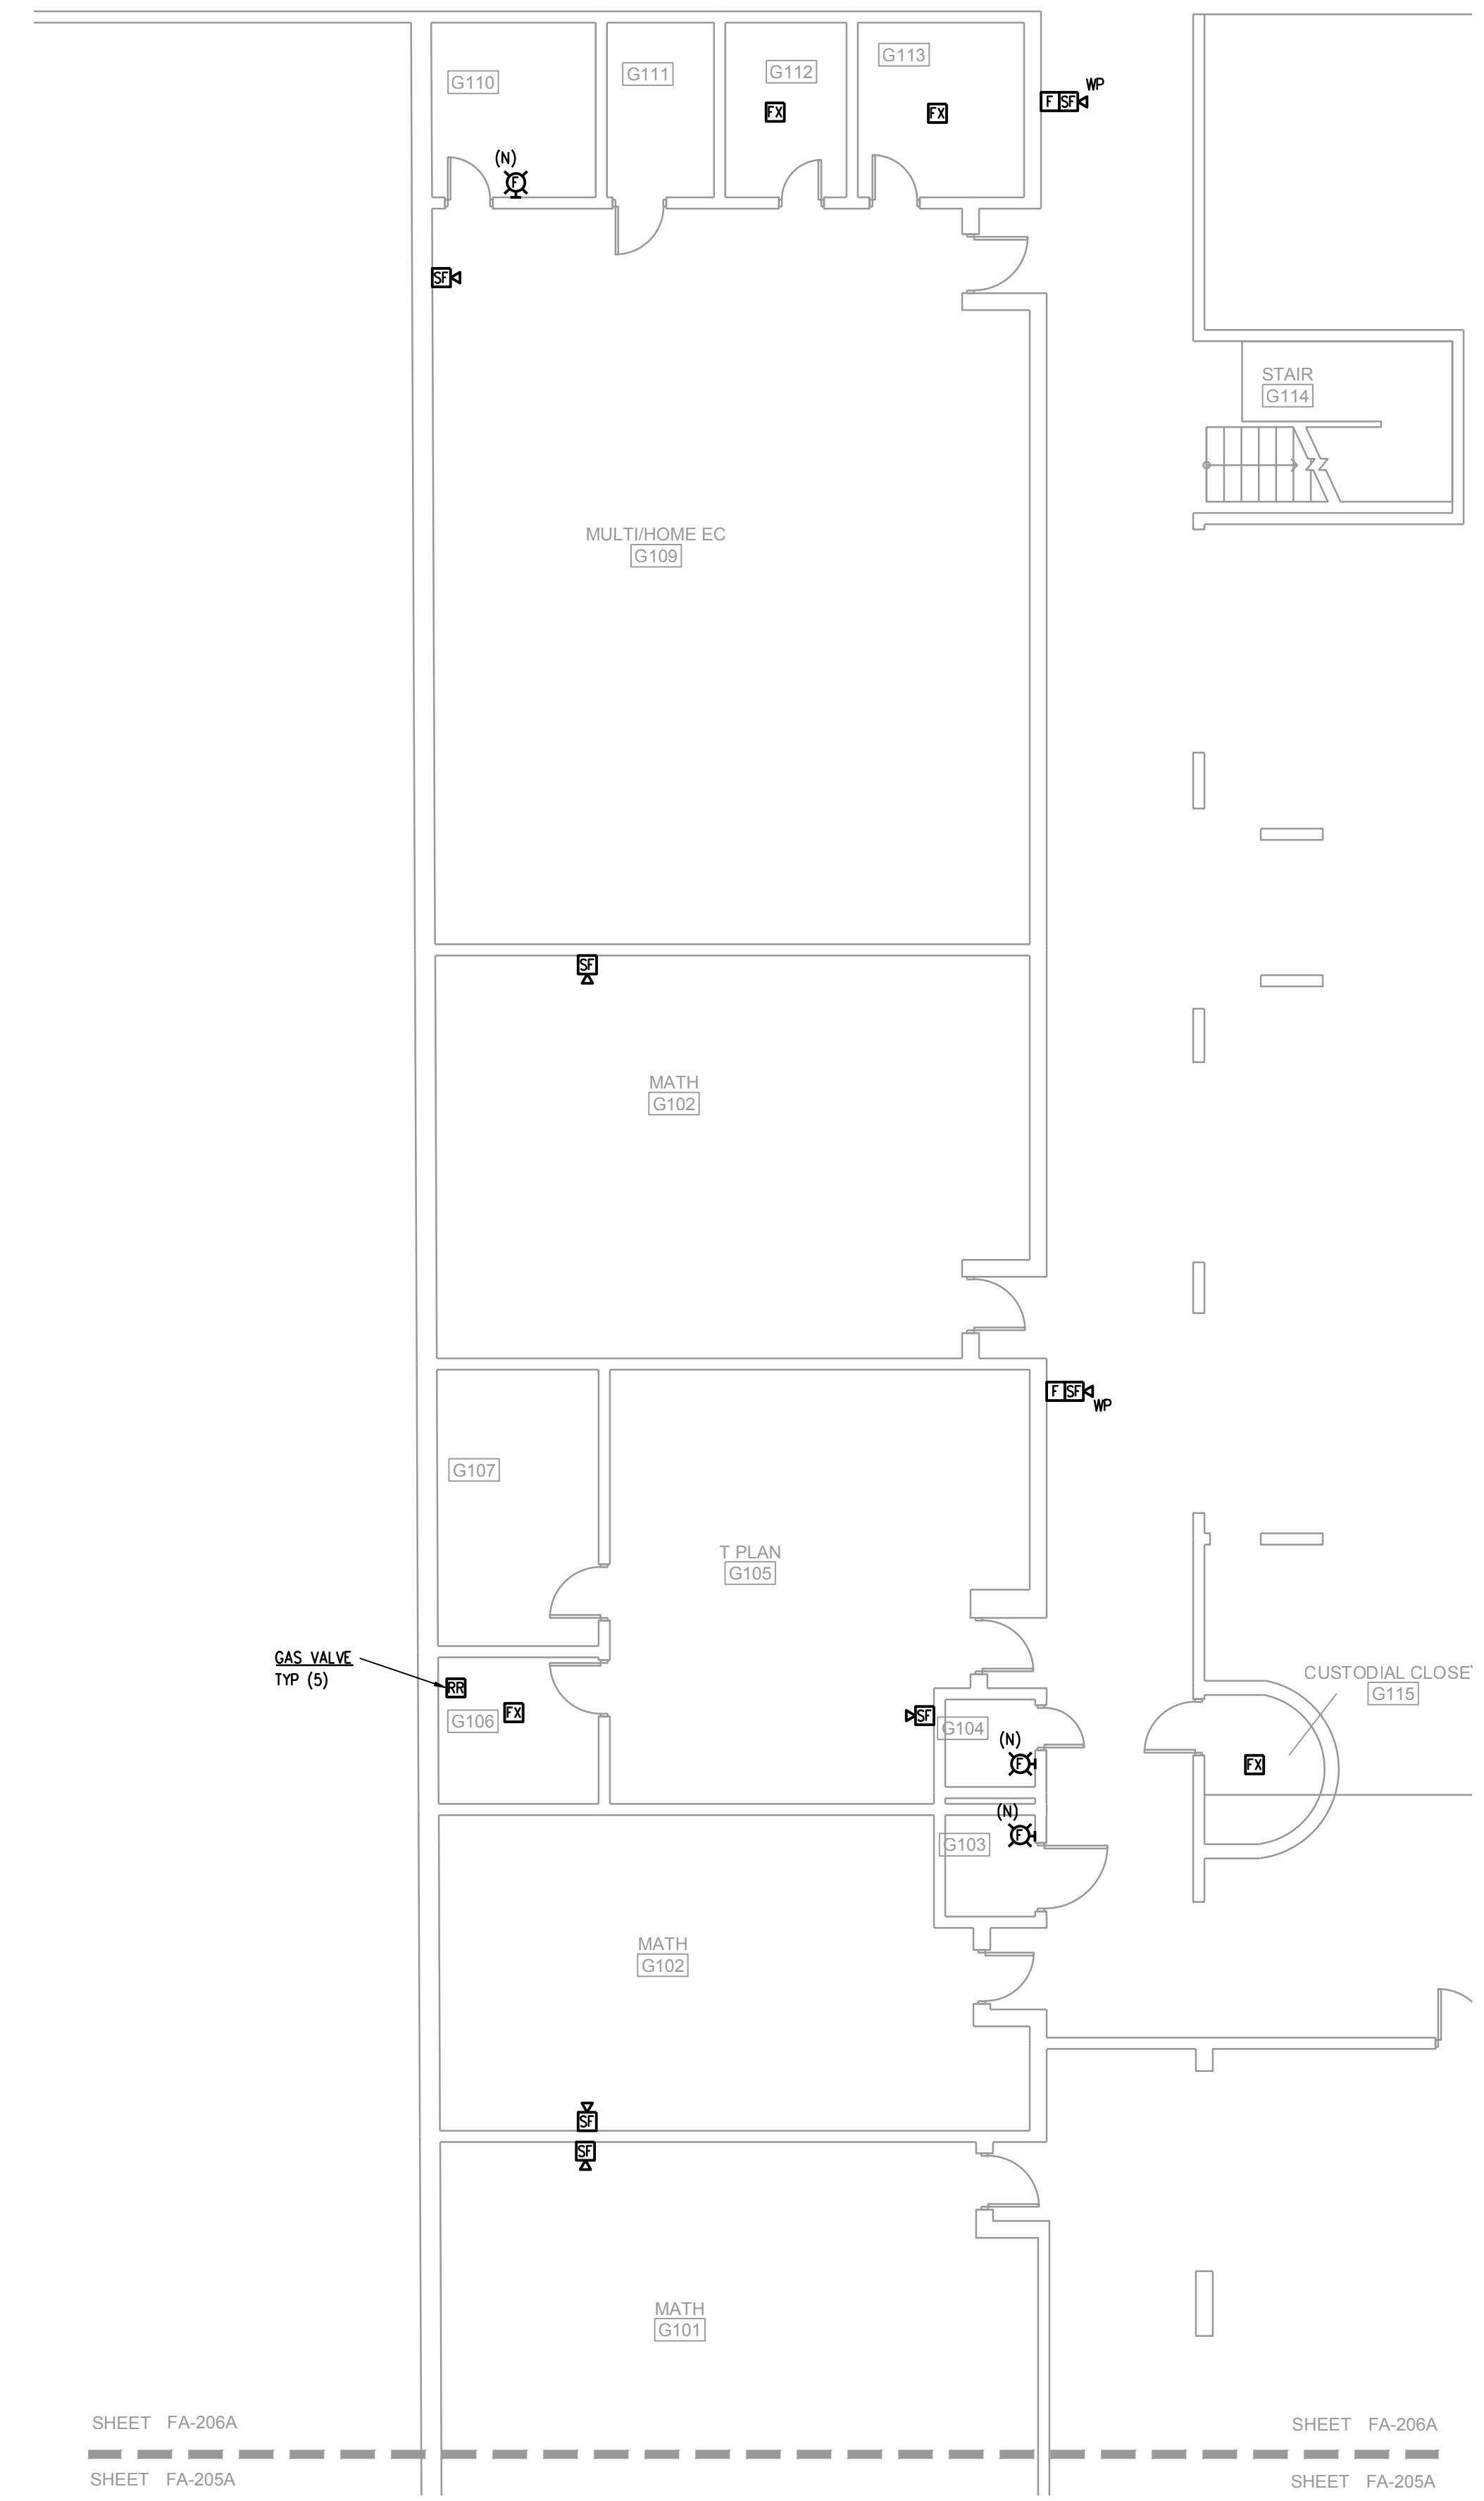 G110
G111
G112
G113
FX
FX
F SF
WP
(N)
F
SF
STAIR
G114
MULTI/HOME EC
G109
SF
MATH
G102
F SF
WP
G107
T PLAN
G105
GAS VALVE
TYP (5)
RR
FX
G106
SF
G104
(N)
F
CUSTODIAL CLOSE
G115
FX
(N)
F
G103
MATH
G102
SF
SF
MATH
G101
SHEET FA-206A
SHEET FA-206A
SHEET FA-205A
SHEET FA-205A